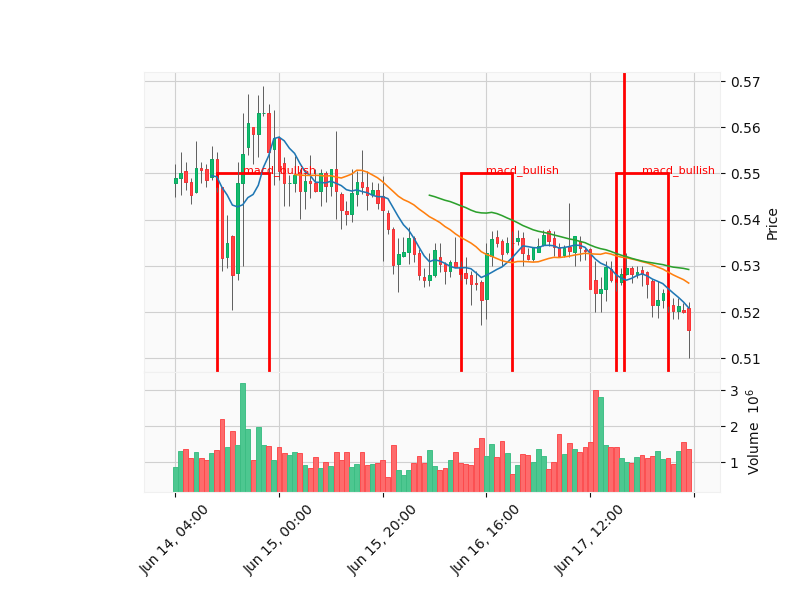 0.57
0.56
macd_bullish
macd_bullish
macd_bullish
0.55
0.54
Price
0.53
0.52
0.51
3
2
1
Volume 10^6
Jun 14, 04:00
Jun 15, 00:00
Jun 15, 20:00
Jun 16, 16:00
Jun 17, 12:00